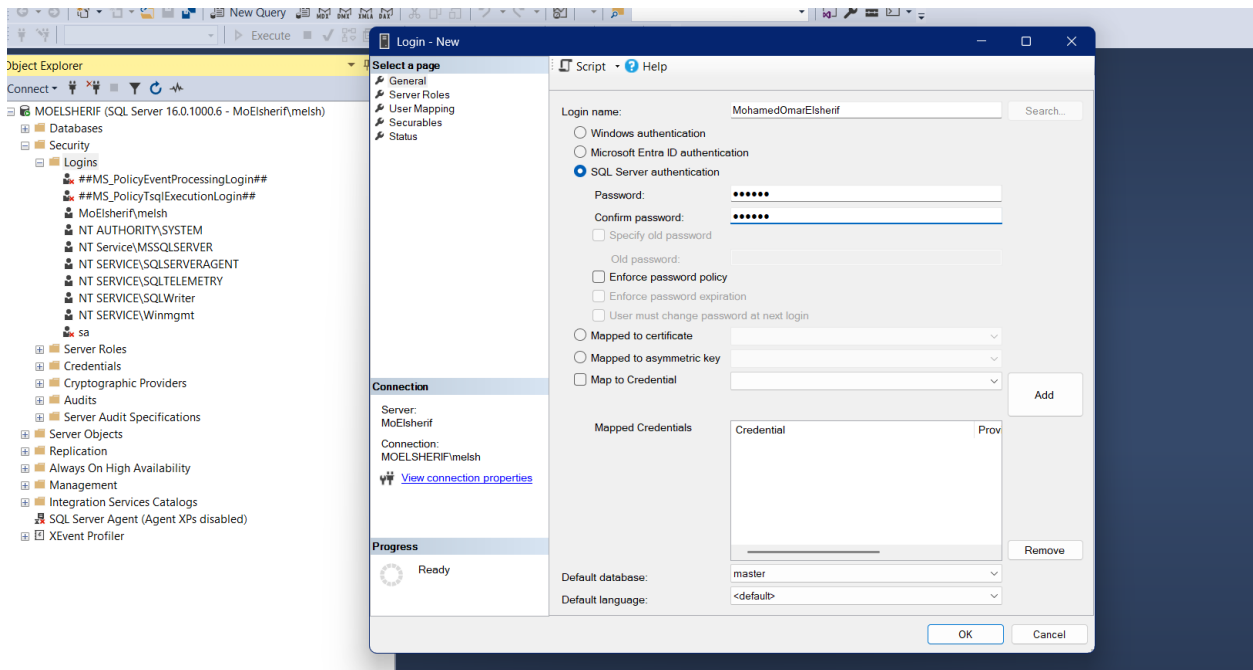 New Query MDX DMX XMLA DAX
Execute
Object Explorer
Connect
MOELSHERIF (SQL Server 16.0.1000.6 - MoElsherif\melsh)
Databases
Security
Logins
##MS_PolicyEventProcessingLogin##
##MS_PolicyTsqlExecutionLogin##
MoElsherif\melsh
NT AUTHORITY\SYSTEM
NT Service\MSSQLSERVER
NT SERVICE\SQLSERVERAGENT
NT SERVICE\SQLTELEMETRY
NT SERVICE\SQLWriter
NT SERVICE\Winmgmt
sa
Server Roles
Credentials
Cryptographic Providers
Audits
Server Audit Specifications
Server Objects
Replication
Always On High Availability
Management
Integration Services Catalogs
SQL Server Agent (Agent XPs disabled)
XEvent Profiler
Login - New
Select a page
General
Server Roles
User Mapping
Securables
Status
Connection
Server:
MoElsherif
Connection:
MOELSHERIF\melsh
View connection properties
Progress
Ready
Script Help
Login name: MohamedOmarElsherif Search...
Windows authentication
Microsoft Entra ID authentication
SQL Server authentication
Password: ••••••
Confirm password: ••••••
Specify old password
Old password:
Enforce password policy
Enforce password expiration
User must change password at next login
Mapped to certificate
Mapped to asymmetric key
Map to Credential
Add
Mapped Credentials Credential Prov
Remove
Default database: master
Default language: <default>
OK Cancel